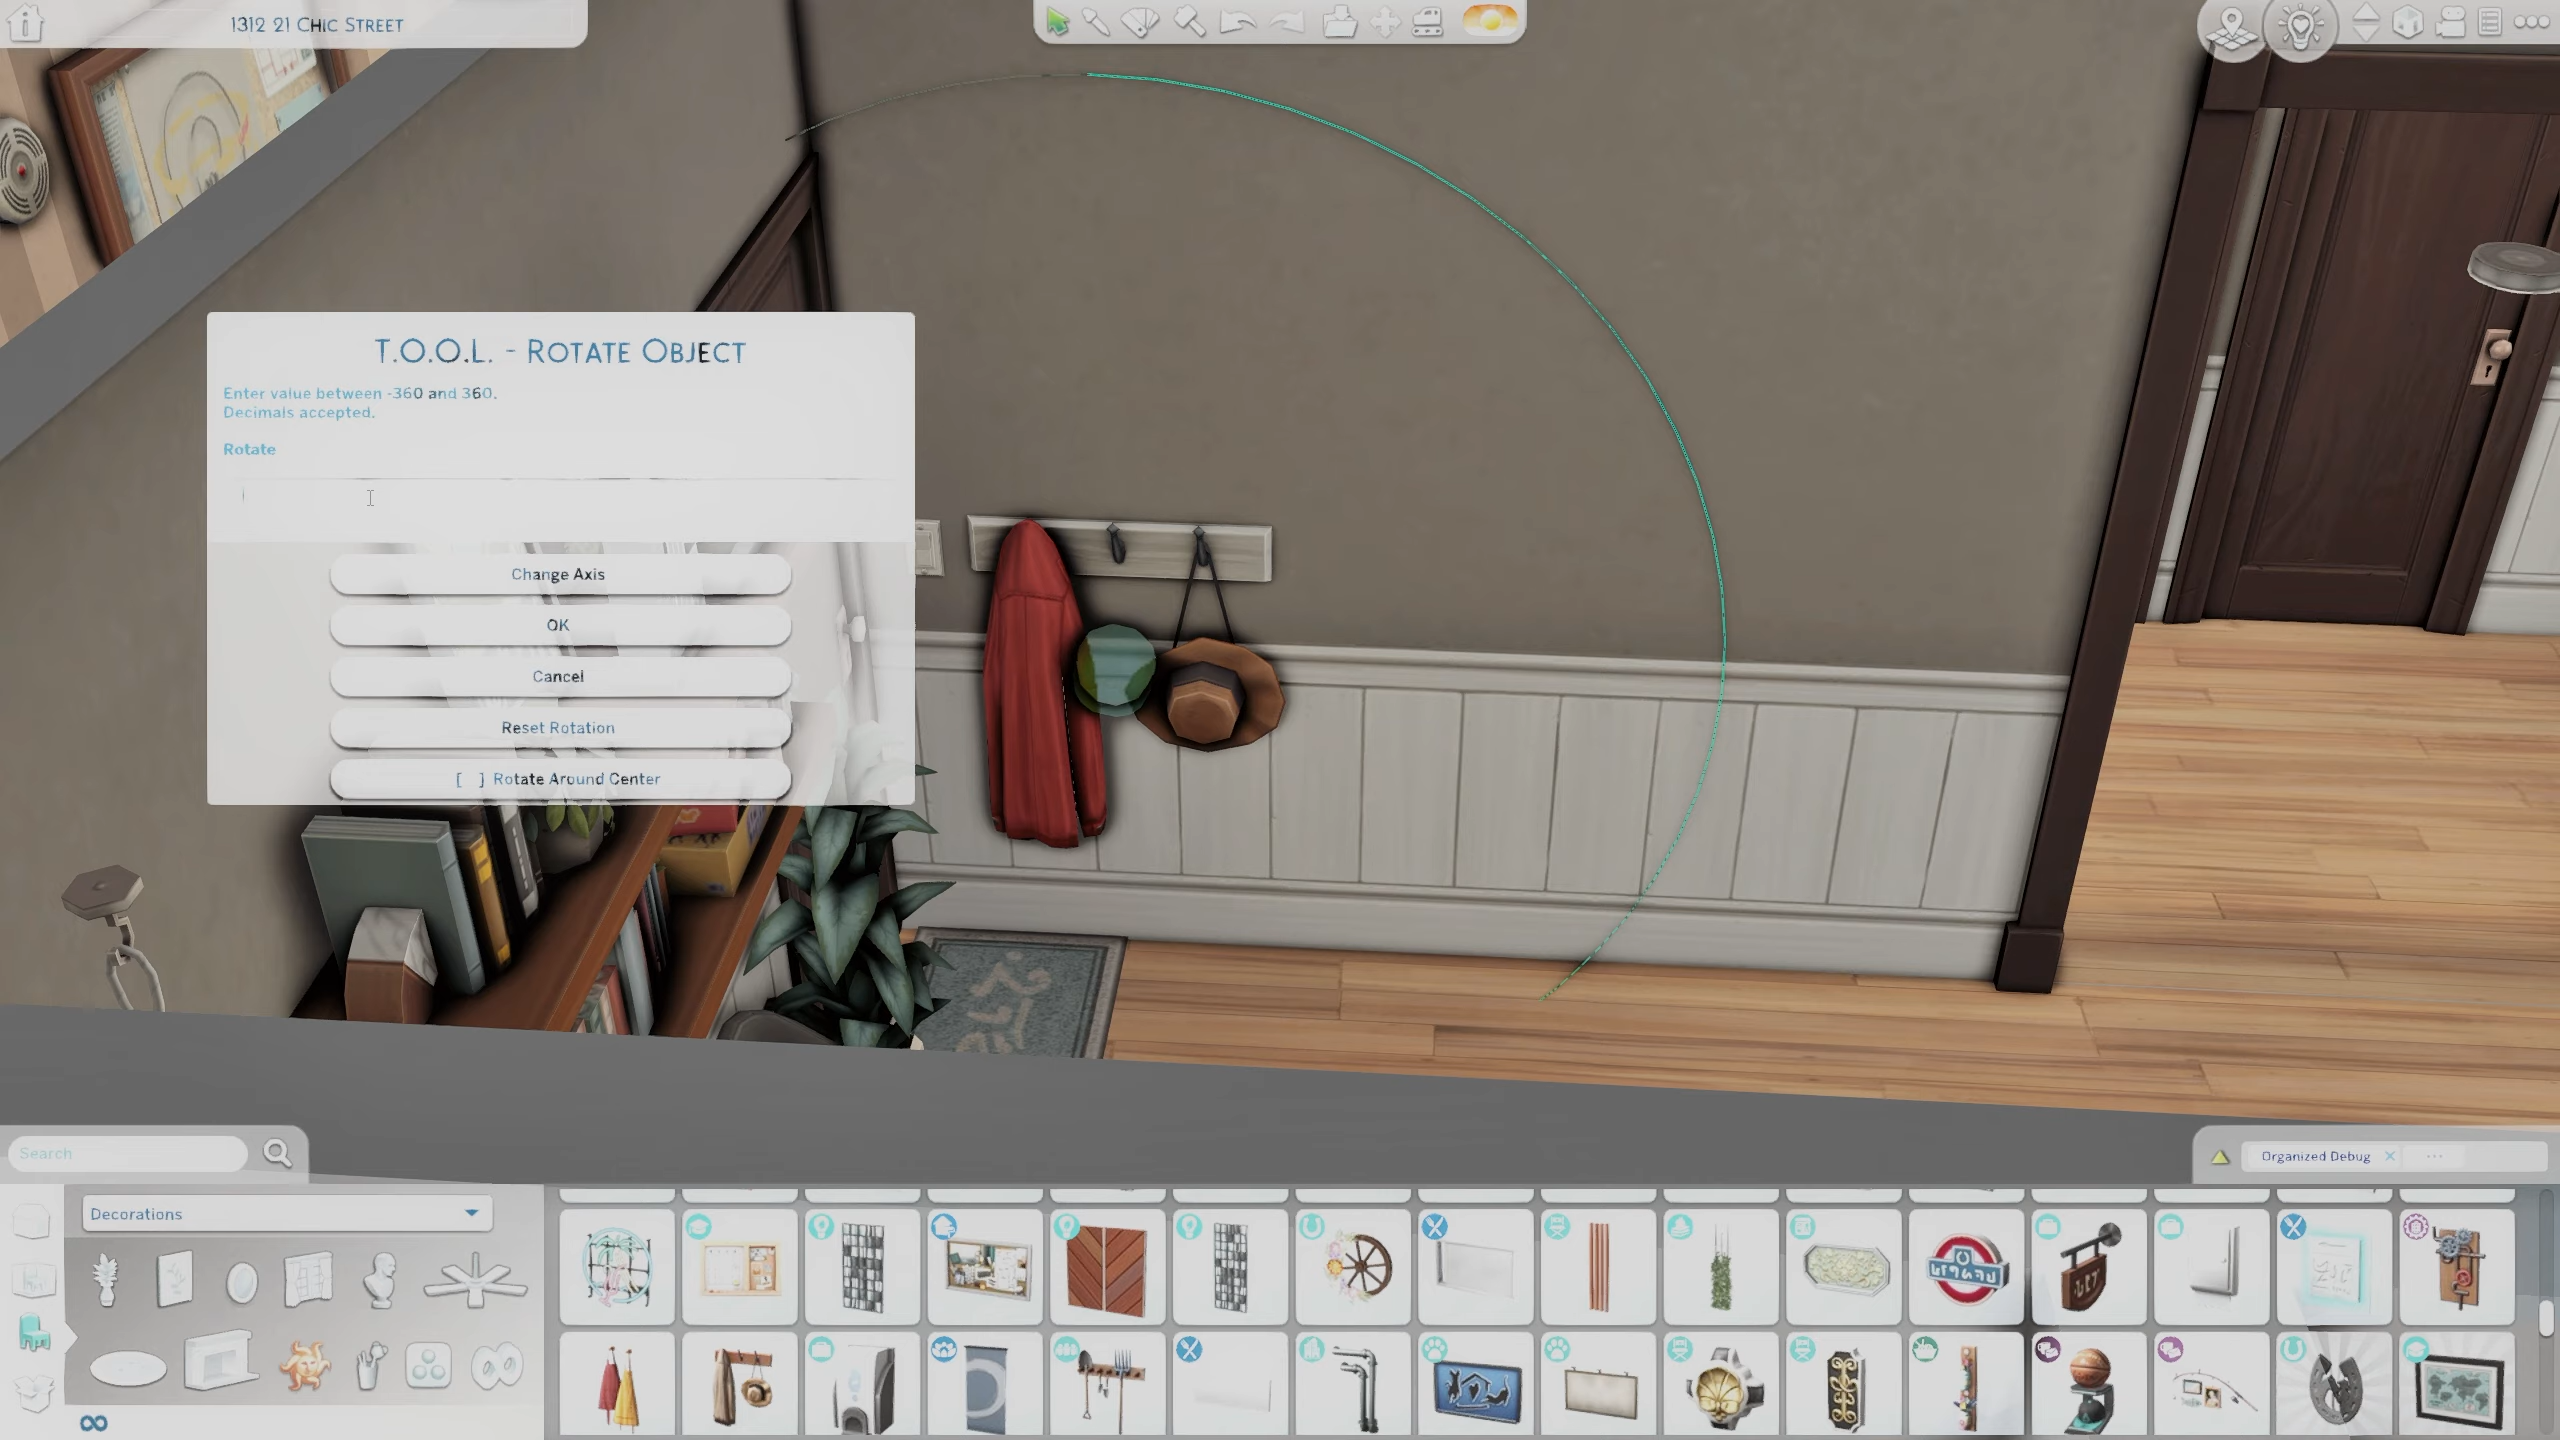 1312 21 Chic Street
T.O.O.L. - Rotate Object
Enter value between -360 and 360.
Decimals accepted.
Rotate
Change Axis
OK
Cancel
Reset Rotation
[ ] Rotate Around Center
Search
Organized Debug
...
Decorations